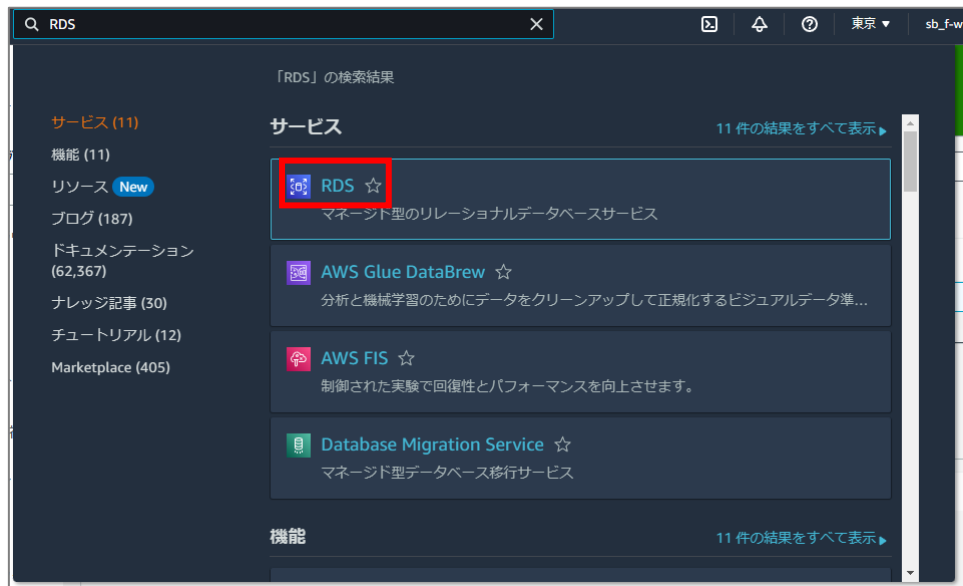 RDS
東京 ▼
sb_f-w
「RDS」の検索結果
サービス (11)
機能 (11)
リソース New
ブログ (187)
ドキュメンテーション
(62,367)
ナレッジ記事 (30)
チュートリアル (12)
Marketplace (405)
サービス
11 件の結果をすべて表示
RDS
マネージド型のリレーショナルデータベースサービス
AWS Glue DataBrew
分析と機械学習のためにデータをクリーンアップして正規化するビジュアルデータ準...
AWS FIS
制御された実験で回復性とパフォーマンスを向上させます。
Database Migration Service
マネージド型データベース移行サービス
機能
11 件の結果をすべて表示